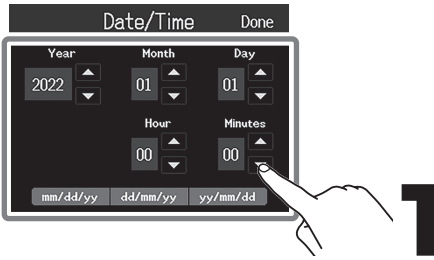 Date/Time Done
Year Month Day
2022 01 01
Hour Minutes
00 00
mm/dd/yy dd/mm/yy yy/mm/dd
1